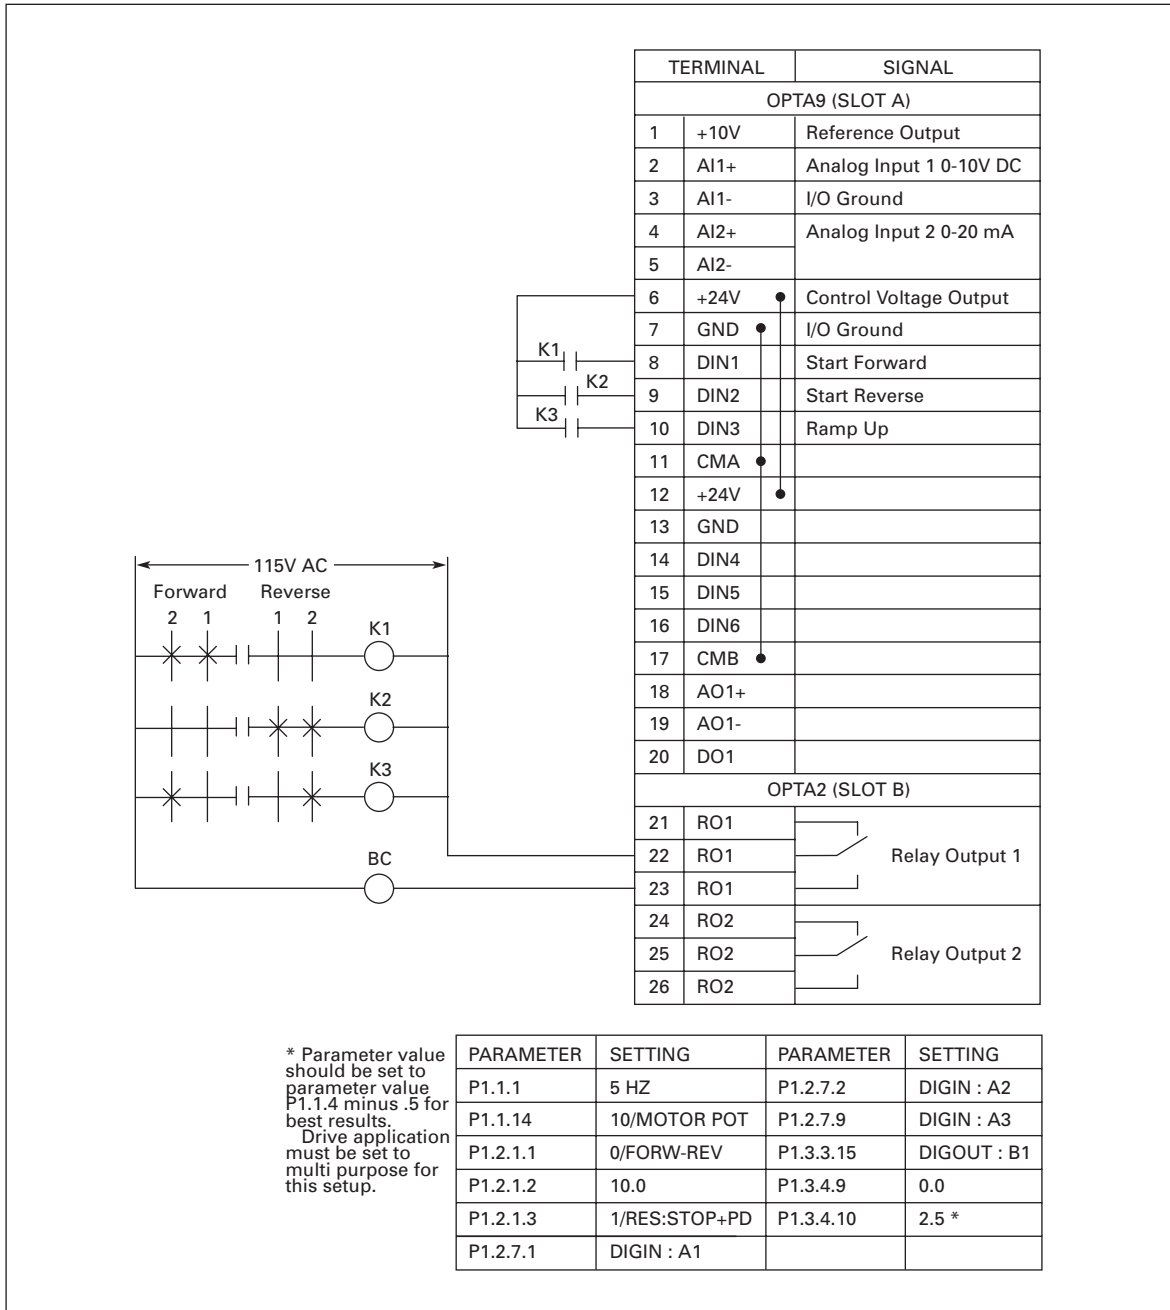 TERMINAL SIGNAL
OPTA9 (SLOT A)
1 +10V Reference Output
2 AI1+ Analog Input 1 0-10V DC
3 AI1- I/O Ground
4 AI2+ Analog Input 2 0-20 mA
5 AI2-
6 +24V Control Voltage Output
7 GND I/O Ground
K1
8 DIN1 Start Forward
K2
9 DIN2 Start Reverse
K3
10 DIN3 Ramp Up
11 CMA
12 +24V
13 GND
14 DIN4
15 DIN5
16 DIN6
17 CMB
18 AO1+
19 AO1-
20 DO1
OPTA2 (SLOT B)
21 RO1
22 RO1 Relay Output 1
23 RO1
24 RO2
25 RO2 Relay Output 2
26 RO2
115V AC
Forward Reverse
2 1 1 2
K1
K2
K3
BC
* Parameter value
should be set to
parameter value
P1.1.4 minus .5 for
best results.
Drive application
must be set to
multi purpose for
this setup.
PARAMETER SETTING PARAMETER SETTING
P1.1.1 5 HZ P1.2.7.2 DIGIN : A2
P1.1.14 10/MOTOR POT P1.2.7.9 DIGIN : A3
P1.2.1.1 0/FORW-REV P1.3.3.15 DIGOUT : B1
P1.2.1.2 10.0 P1.3.4.9 0.0
P1.2.1.3 1/RES:STOP+PD P1.3.4.10 2.5 *
P1.2.7.1 DIGIN : A1